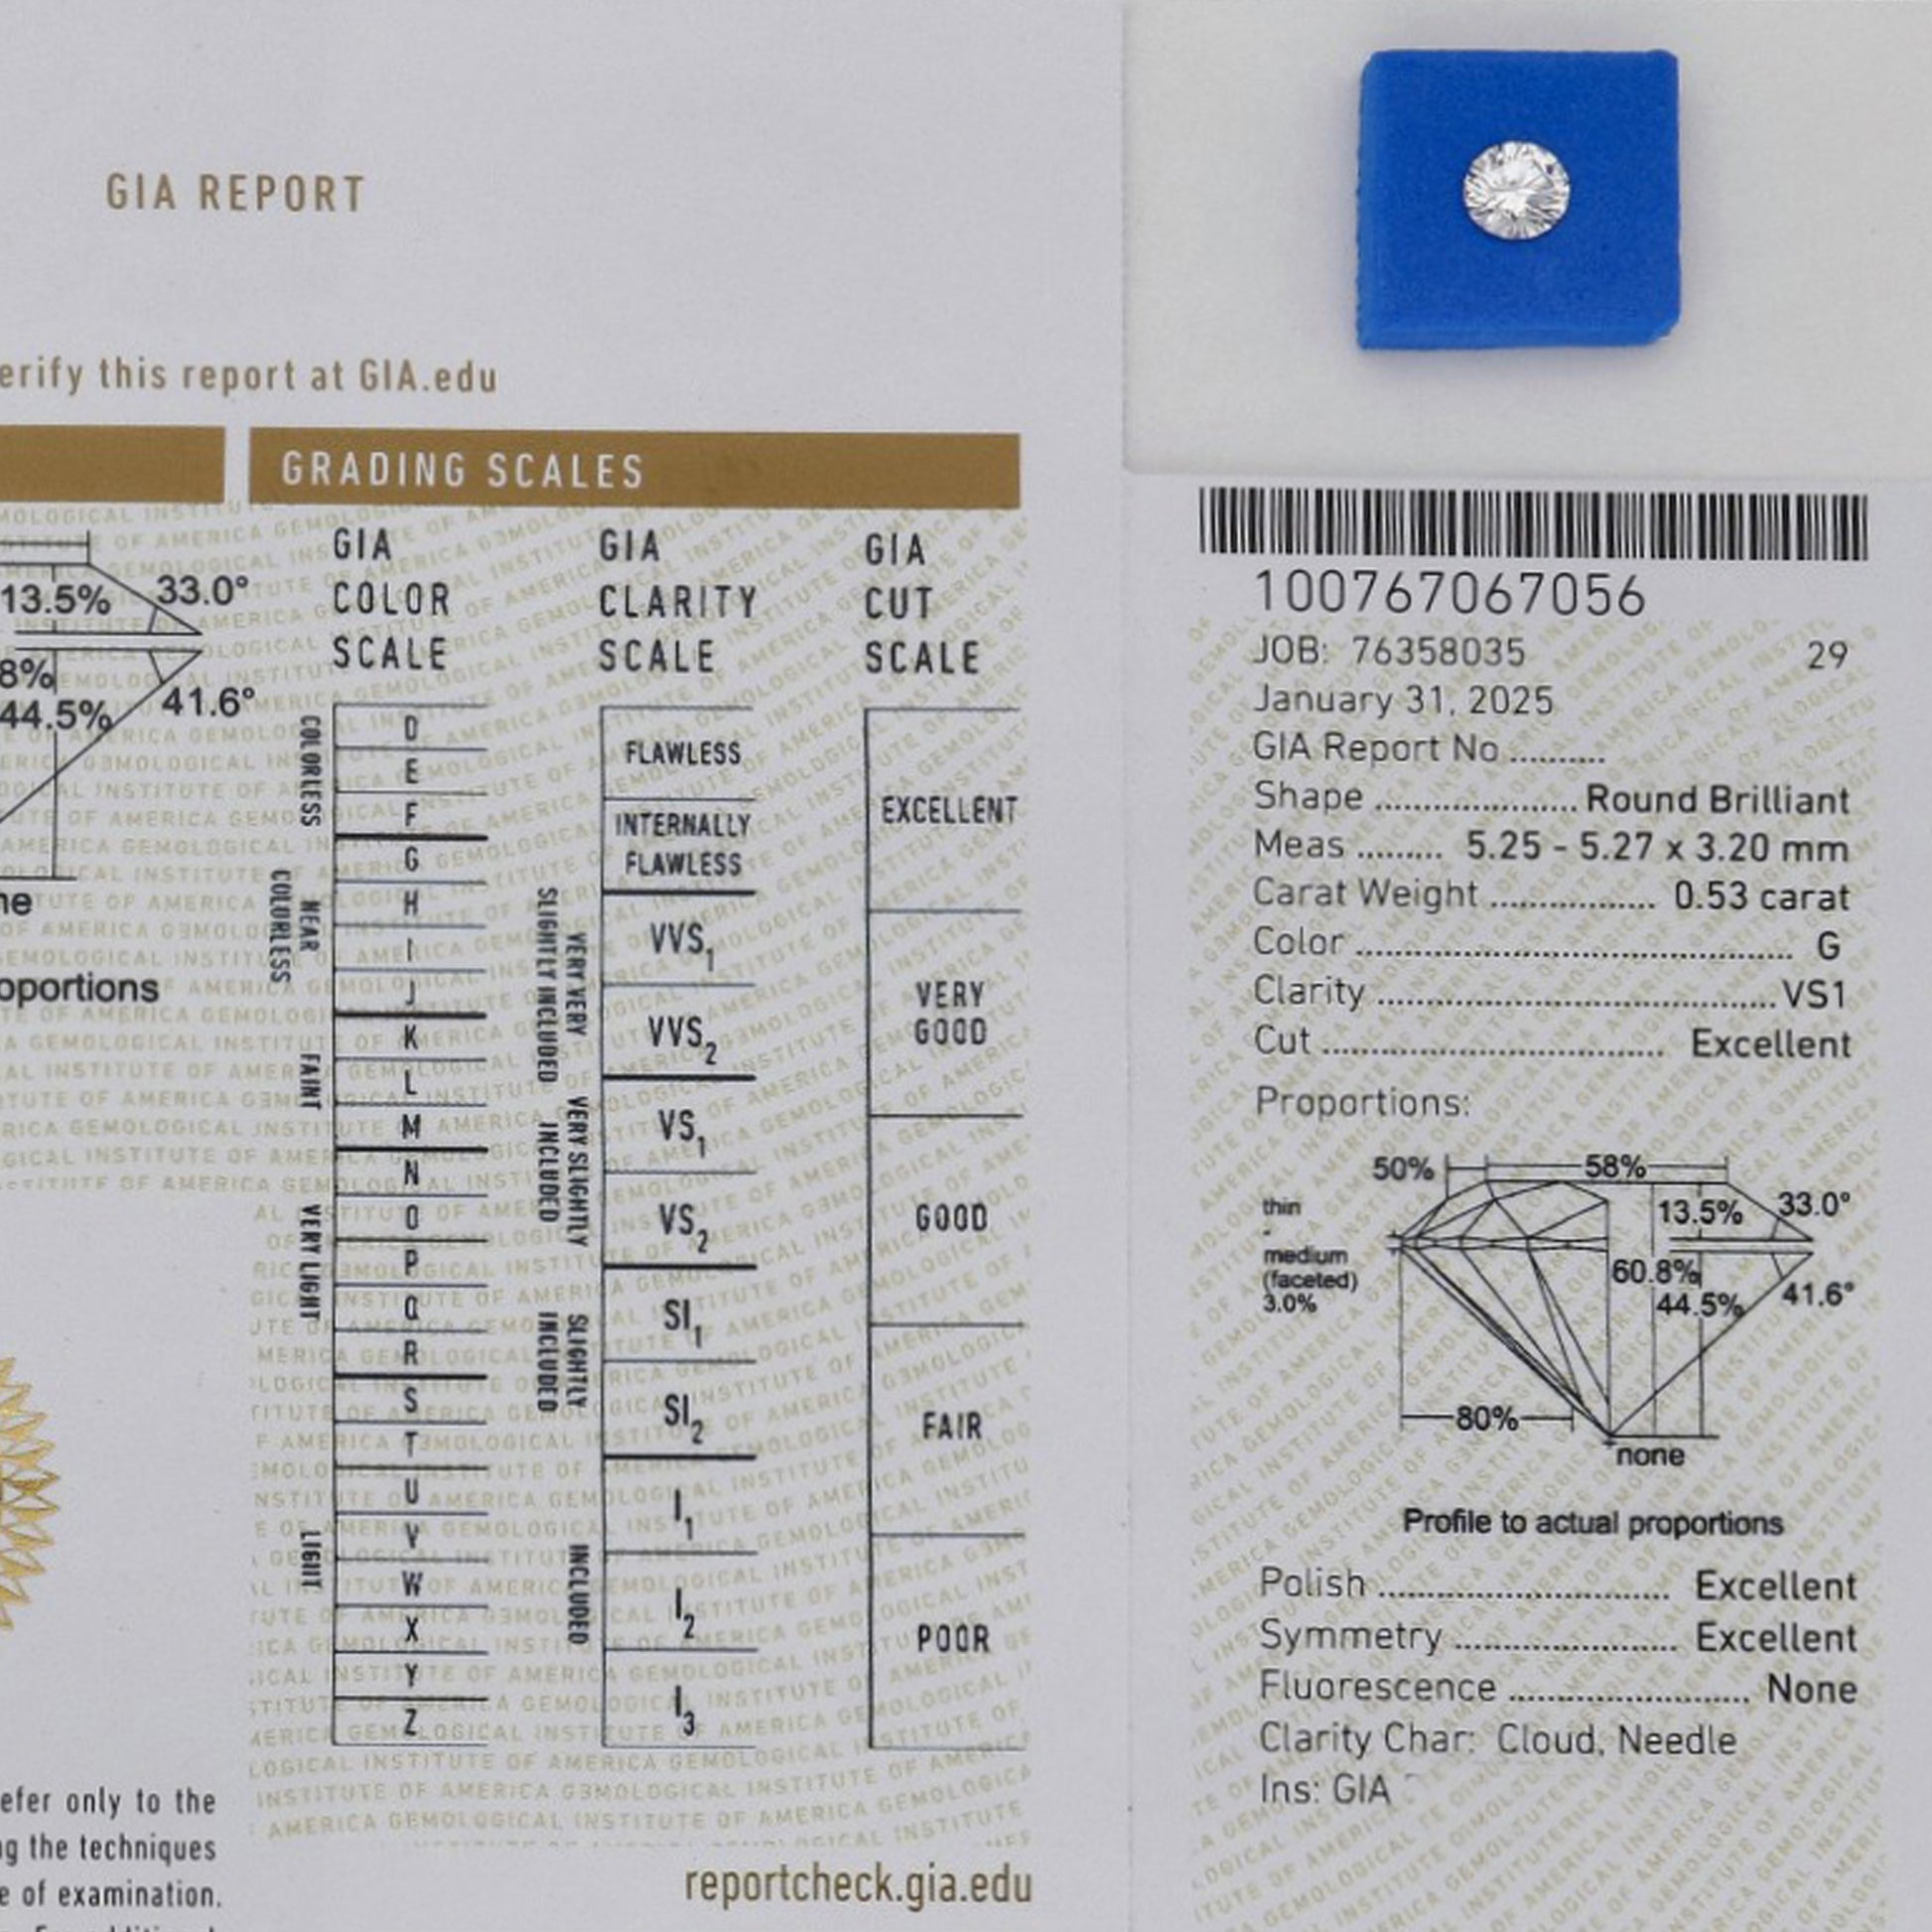 GIA REPORT
erify this report at GIA.edu
13.5%
33.0°
8%
44.5%
41.6°
ne
oportions
efer only to the
ng the techniques
e of examination.
GRADING SCALES
GIA
COLOR
SCALE
COLORLESS
D
E
F
NEAR
COLORLESS
G
H
I
J
FAINT
K
L
M
VERY LIGHT
N
O
P
Q
R
LIGHT
S
T
U
V
W
X
Y
Z
GIA
CLARITY
SCALE
FLAWLESS
INTERNALLY
FLAWLESS
VERY VERY
SLIGHTLY INCLUDED
VVS1
VVS2
VERY SLIGHTLY
INCLUDED
VS1
VS2
SLIGHTLY
INCLUDED
SI1
SI2
INCLUDED
I1
I2
I3
GIA
CUT
SCALE
EXCELLENT
VERY
GOOD
GOOD
FAIR
POOR
reportcheck.gia.edu
100767067056
JOB: 76358035 29
January 31, 2025
GIA Report No ..........
Shape ..................... Round Brilliant
Meas ......... 5.25 - 5.27 x 3.20 mm
Carat Weight ................. 0.53 carat
Color .............................................. G
Clarity .......................................... VS1
Cut .................................... Excellent
Proportions:
50%
58%
thin
-
medium
(faceted)
3.0%
13.5%
33.0°
60.8%
44.5%
41.6°
80%
none
Profile to actual proportions
Polish ............................... Excellent
Symmetry ........................ Excellent
Fluorescence .......................... None
Clarity Char: Cloud, Needle
Ins: GIA